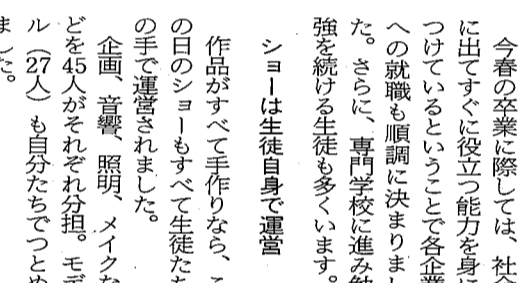 今春の卒業に際しては、社会
に出てすぐに役立つ能力を身に
つけているということで各企業
への就職も順調に決まりまし
た。さらに、専門学校に進み勉
強を続ける生徒も多くいます。
ショーは生徒自身で運営
作品がすべて手作りなら、こ
の日のショーもすべて生徒たち
の手で運営されました。
企画、音響、照明、メイクな
どを45人がそれぞれ分担。モデ
ル（27人）も自分たちでつとめ
ました。